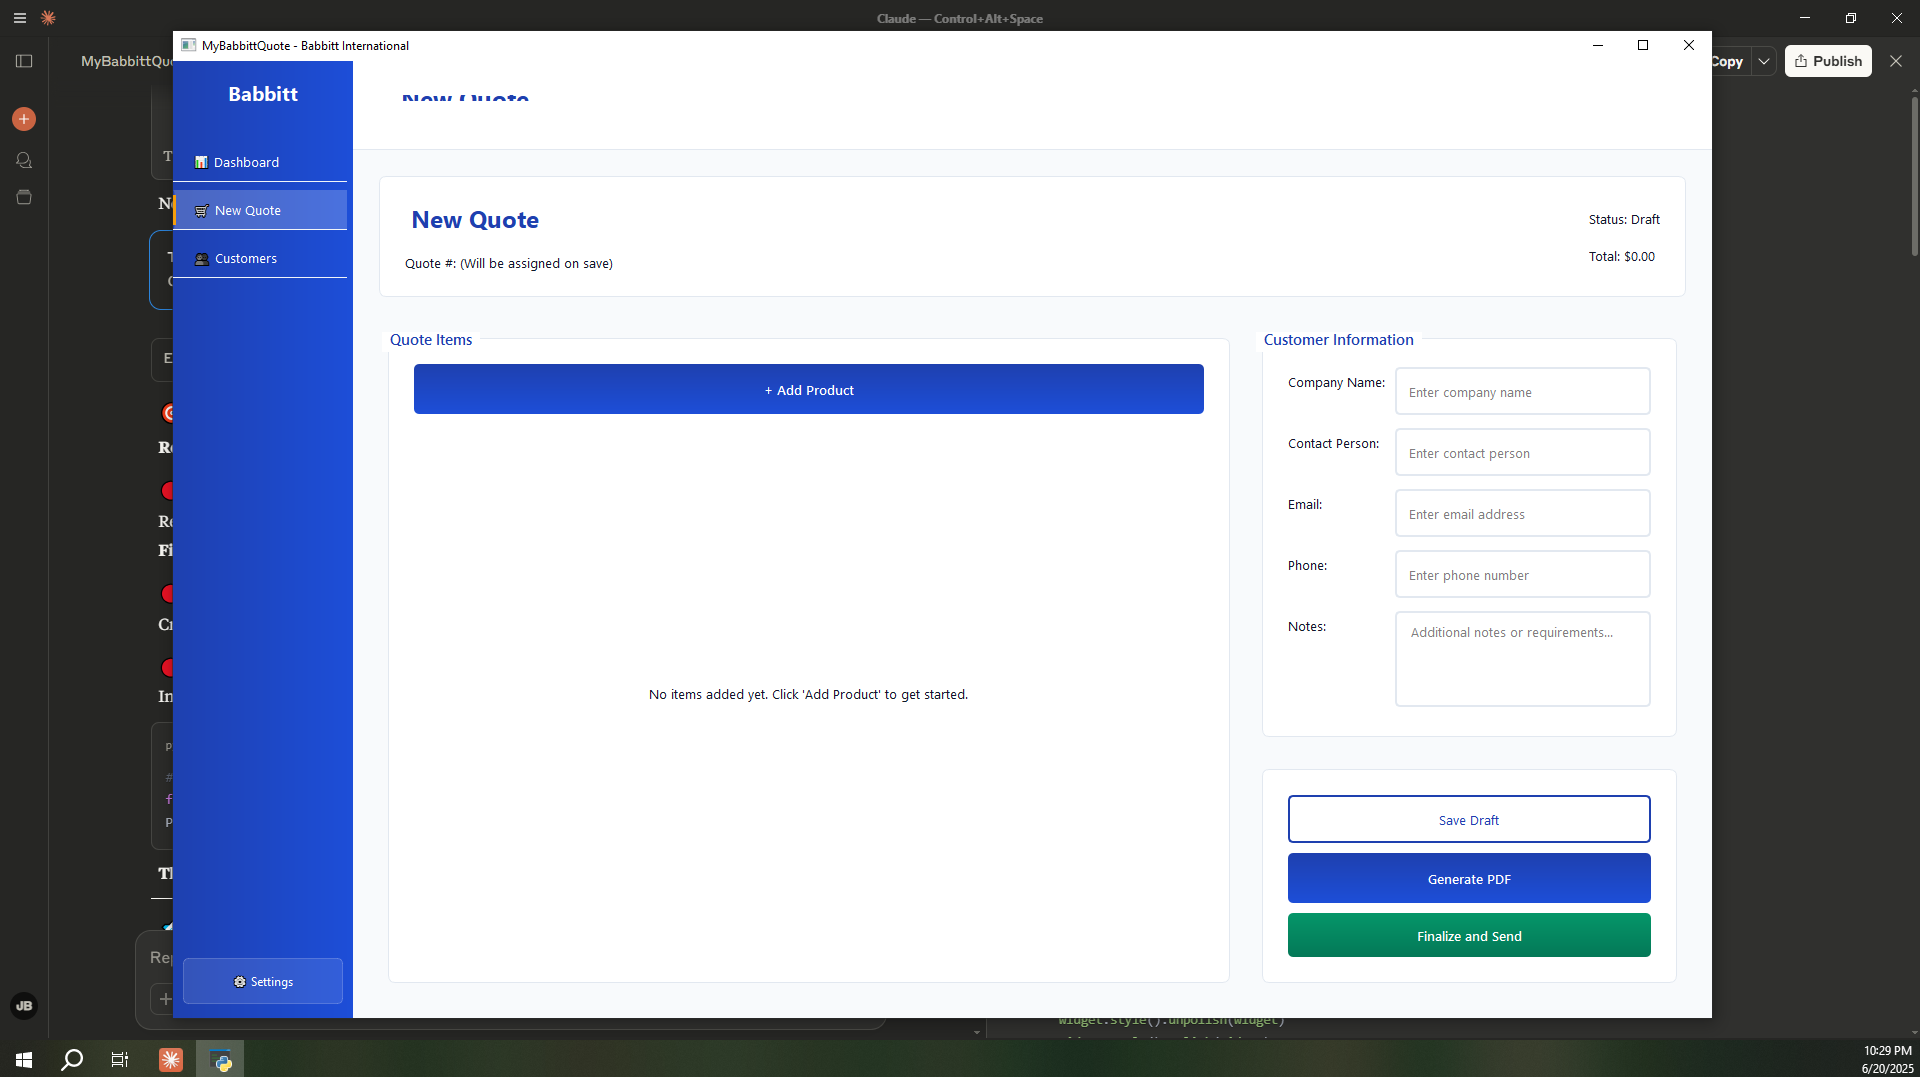 Claude — Control+Alt+Space
MyBabbittQuote - Babbitt International
MyBabbittQu
Copy
Publish
Babbitt
New Quote
Dashboard
New Quote
Customers
New Quote
Status: Draft
Quote #: (Will be assigned on save)
Total: $0.00
Quote Items
+ Add Product
No items added yet. Click 'Add Product' to get started.
Customer Information
Company Name:
Enter company name
Contact Person:
Enter contact person
Email:
Enter email address
Phone:
Enter phone number
Notes:
Additional notes or requirements...
Save Draft
Generate PDF
Finalize and Send
Settings
JB
widget.style().unpolish(widget)
10:29 PM
6/20/2025